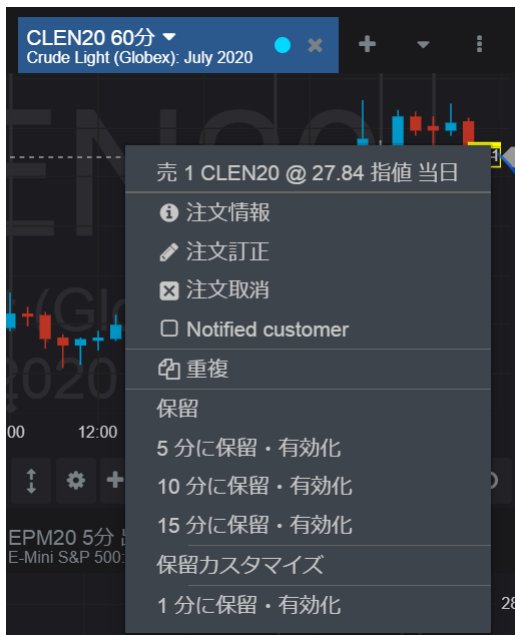 CLEN20 60分
Crude Light (Globex): July 2020
売 1 CLEN20 @ 27.84 指値 当日
注文情報
注文訂正
注文取消
Notified customer
重複
保留
5 分に保留・有効化
10 分に保留・有効化
15 分に保留・有効化
保留カスタマイズ
1 分に保留・有効化
1
00
12:00
EPM20 5分
E-Mini S&P 500:
28